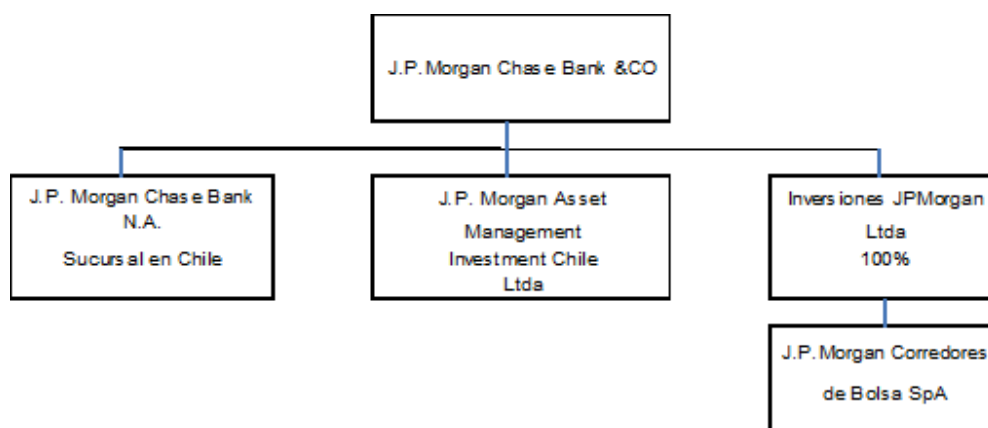 J.P. Morgan Chase Bank &CO
J.P. Morgan Chase Bank
N.A.
Sucursal en Chile
J.P. Morgan Asset
Management
Investment Chile
Ltda
Inversiones JPMorgan
Ltda
100%
J.P. Morgan Corredores
de Bolsa SpA